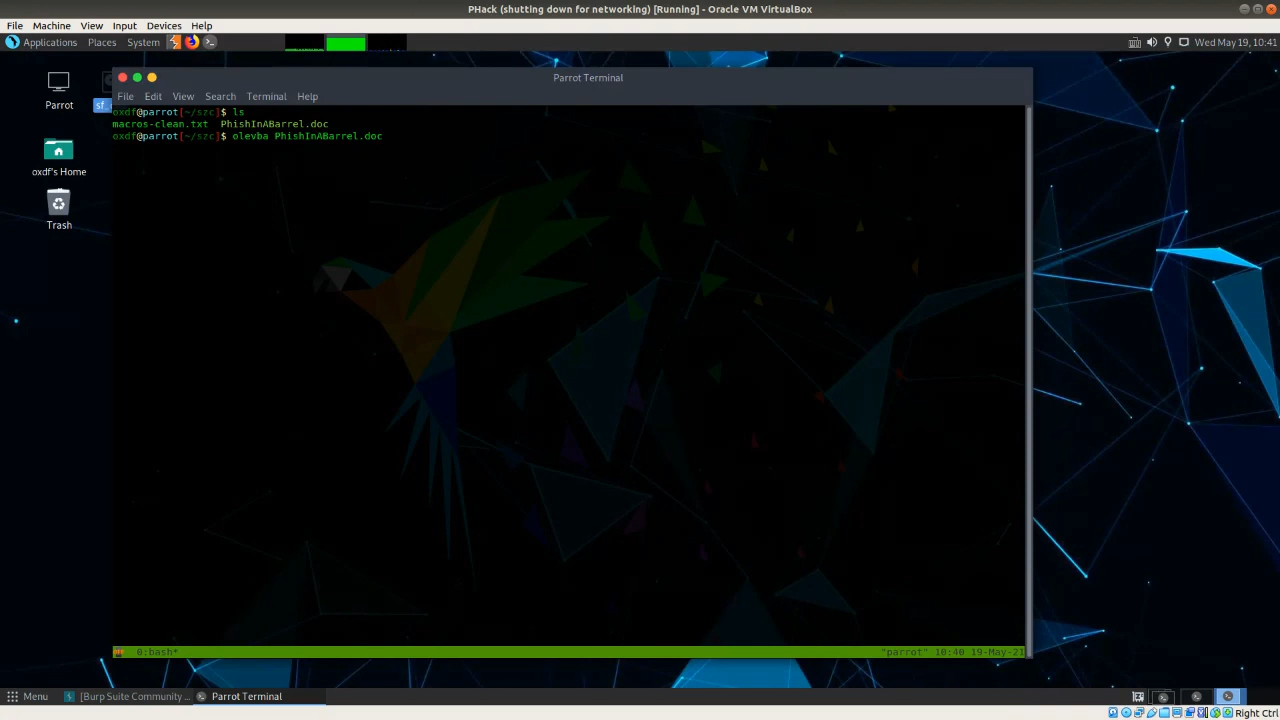 PHack (shutting down for networking) [Running] - Oracle VM VirtualBox
File Machine View Input Devices Help
Applications Places System
Wed May 19, 10:41
Parrot Terminal
File Edit View Search Terminal Help
Parrot
sf_
oxdf's Home
Trash
oxdf@parrot[~/szc]$ ls
macros-clean.txt PhishInABarrel.doc
oxdf@parrot[~/szc]$ olevba PhishInABarrel.doc
0:bash*
"parrot" 10:40 19-May-21
Menu
[Burp Suite Community ...
Parrot Terminal
Right Ctrl